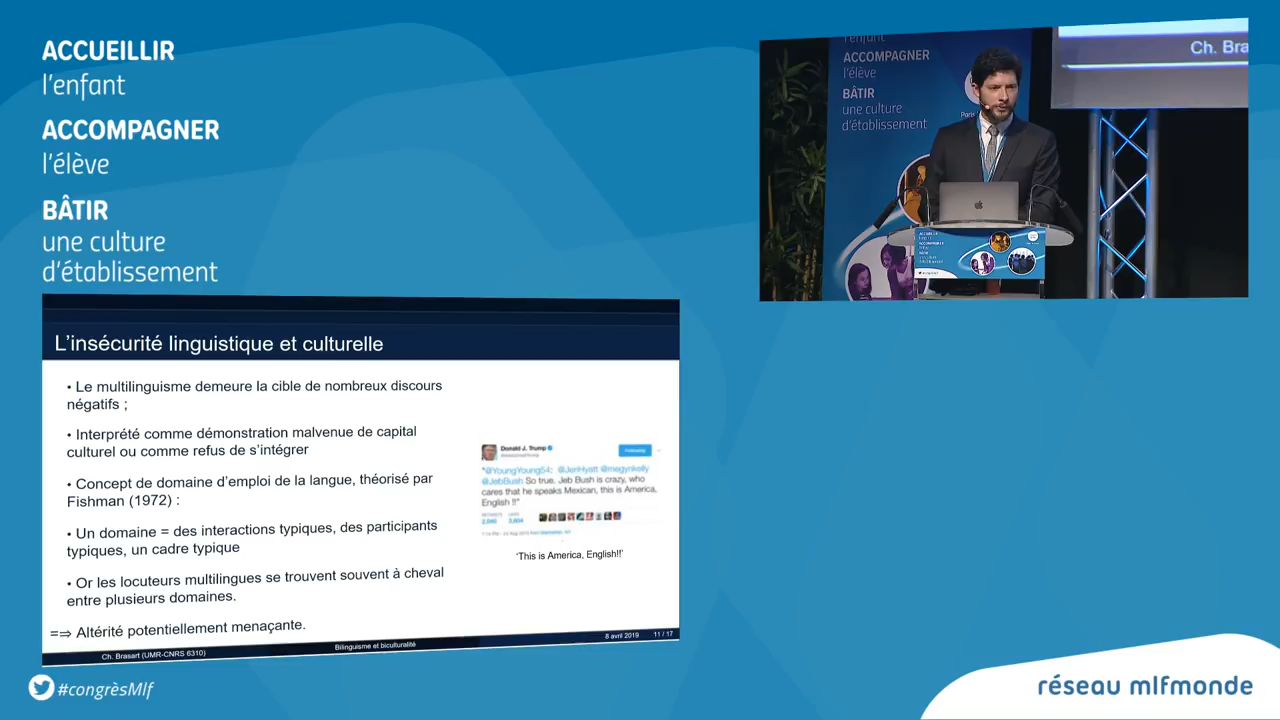 ACCUEILLIR
l'enfant
ACCOMPAGNER
l'élève
BÂTIR
une culture
d'établissement
l'enfant
ACCOMPAGNER
l'élève
BÂTIR
une culture
d'établissement
Paris
Ch. Bra
L'insécurité linguistique et culturelle
• Le multilinguisme demeure la cible de nombreux discours
négatifs ;
• Interprété comme démonstration malvenue de capital
culturel ou comme refus de s'intégrer
• Concept de domaine d'emploi de la langue, théorisé par
Fishman (1972) :
• Un domaine = des interactions typiques, des participants
typiques, un cadre typique
• Or les locuteurs multilingues se trouvent souvent à cheval
entre plusieurs domaines.
=⇒ Altérité potentiellement menaçante.
Donald J. Trump
"@YoungYoung54: @JenHyatt @megynkelly
@JebBush So true. Jeb Bush is crazy, who
cares that he speaks Mexican, this is America,
English !!"
'This is America, English!!'
Ch. Brasart (UMR-CNRS 6310)
Bilinguisme et biculturalité
8 avril 2019 11 / 17
#congrèsMlf
réseau mlfmonde